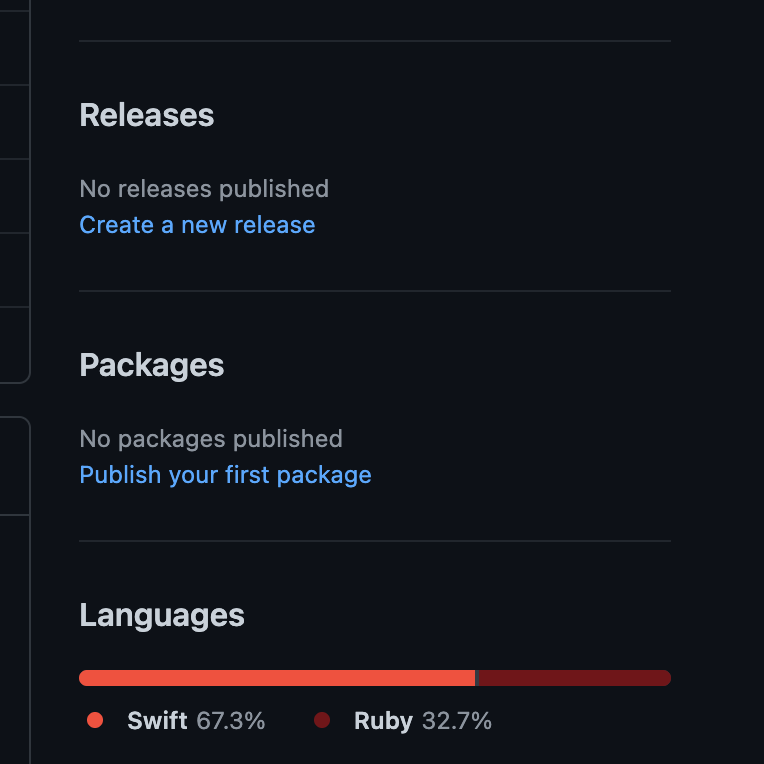 Releases
No releases published
Create a new release
Packages
No packages published
Publish your first package
Languages
Swift 67.3% Ruby 32.7%